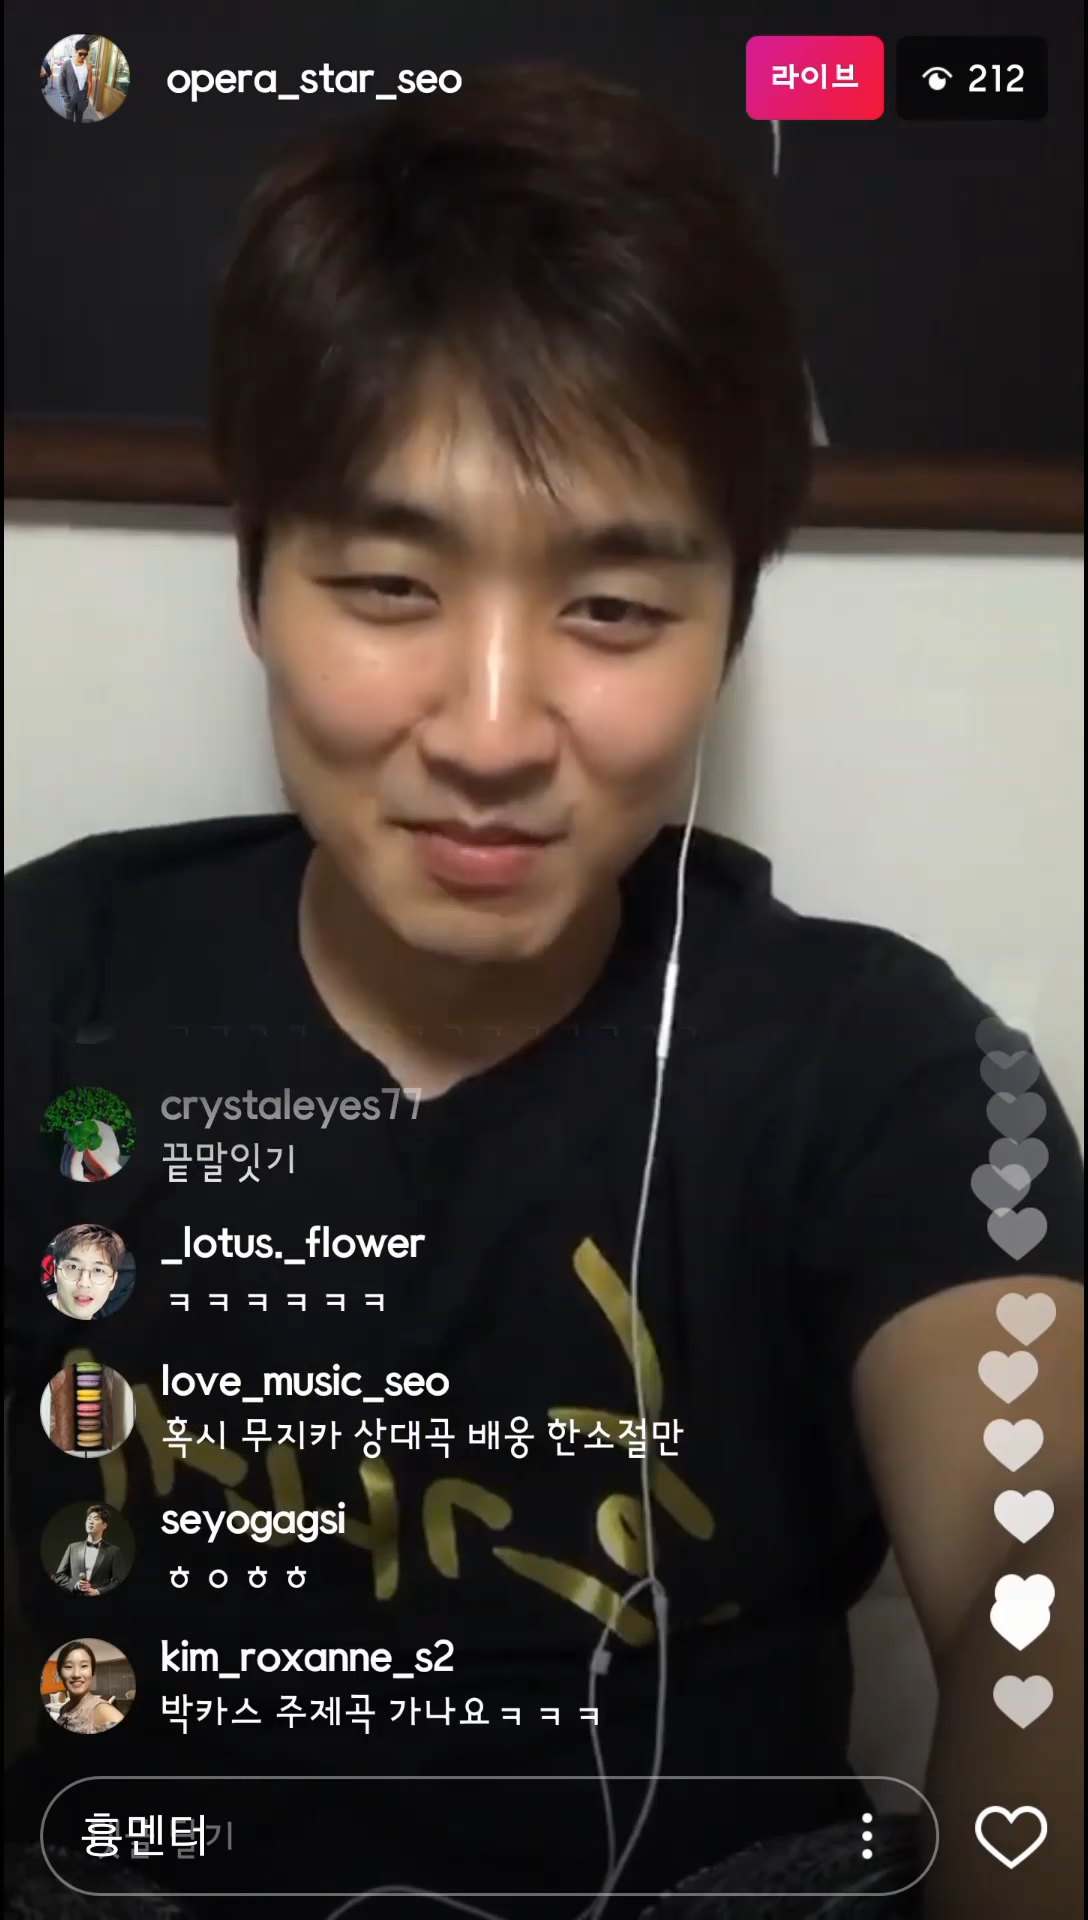 opera_star_seo
라이브
212
crystaleyes77
끝말잇기
_lotus._flower
ㅋㅋㅋㅋㅋㅋ
love_music_seo
혹시 무지카 상대곡 배웅 한소절만
seyogagsi
ㅎㅇㅎㅎ
kim_roxanne_s2
박카스 주제곡 가나요ㅋㅋㅋ
흉멘터